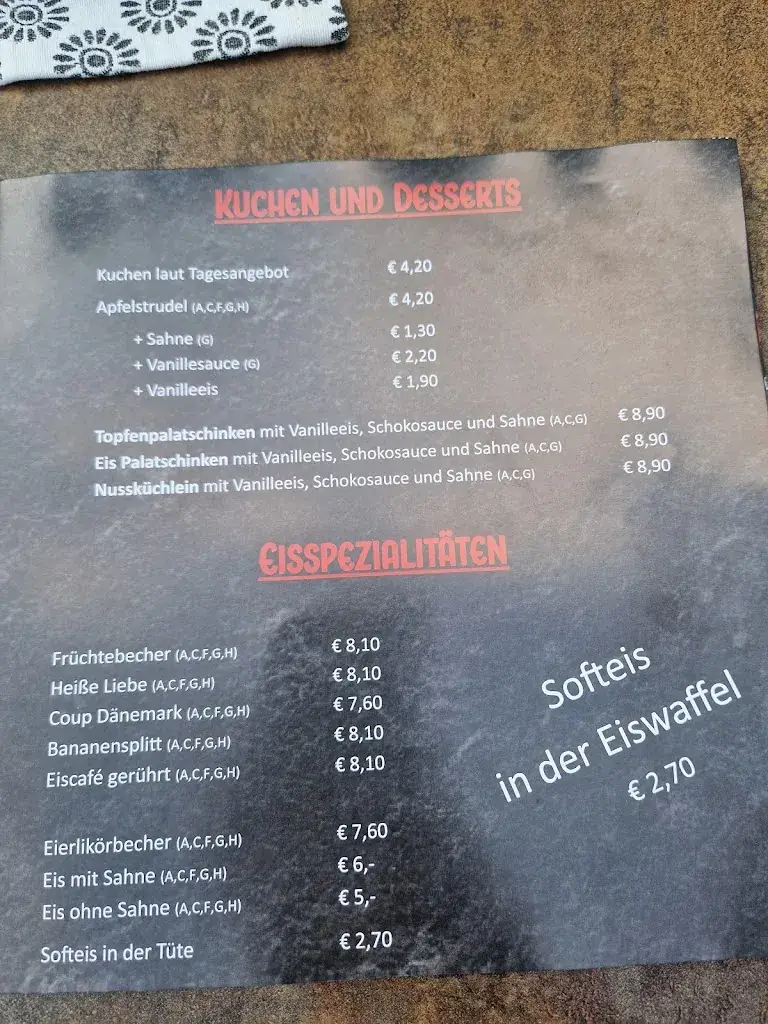 KUCHEN UND DESSERTS
Kuchen laut Tagesangebot € 4,20
Apfelstrudel (A,C,F,G,H) € 4,20
+ Sahne (G) € 1,30
+ Vanillesauce (G) € 2,20
+ Vanilleeis € 1,90
Topfenpalatschinken mit Vanilleeis, Schokosauce und Sahne (A,C,G) € 8,90
Eis Palatschinken mit Vanilleeis, Schokosauce und Sahne (A,C,G) € 8,90
Nussküchlein mit Vanilleeis, Schokosauce und Sahne (A,C,G) € 8,90
EISSPEZIALITÄTEN
Früchtebecher (A,C,F,G,H) € 8,10
Heiße Liebe (A,C,F,G,H) € 8,10
Coup Dänemark (A,C,F,G,H) € 7,60
Bananensplitt (A,C,F,G,H) € 8,10
Eiscafé gerührt (A,C,F,G,H) € 8,10
Eierlikörbecher (A,C,F,G,H) € 7,60
Eis mit Sahne (A,C,F,G,H) € 6,-
Eis ohne Sahne (A,C,F,G,H) € 5,-
Softeis in der Tüte € 2,70
Softeis
in der Eiswaffel
€ 2,70